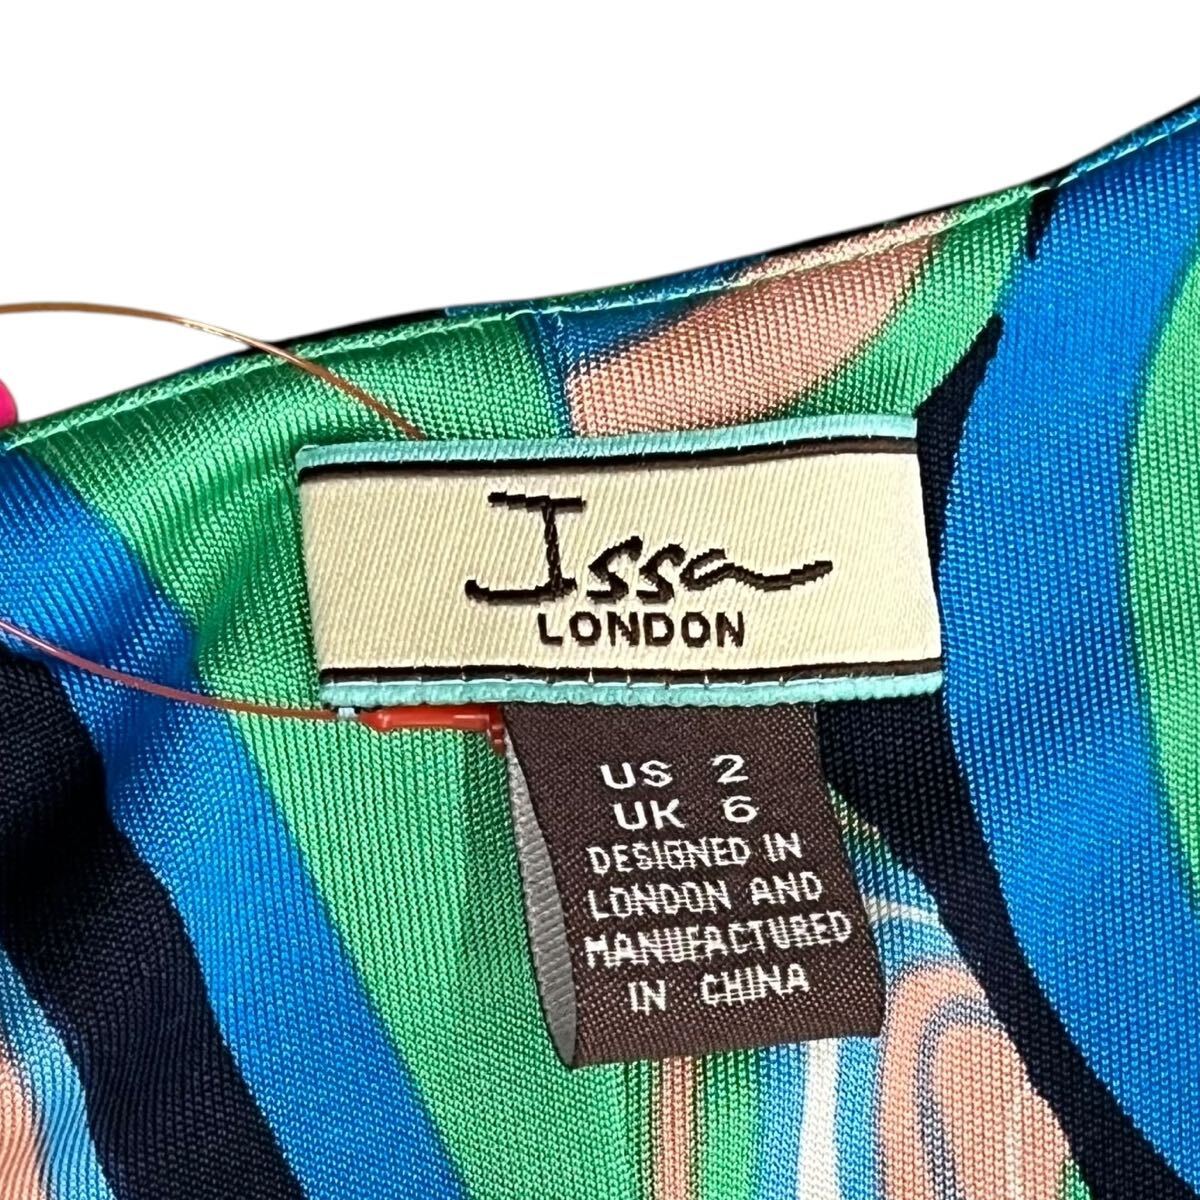 Issa
LONDON
US 2
UK 6
DESIGNED IN
LONDON AND
MANUFACTURED
IN CHINA